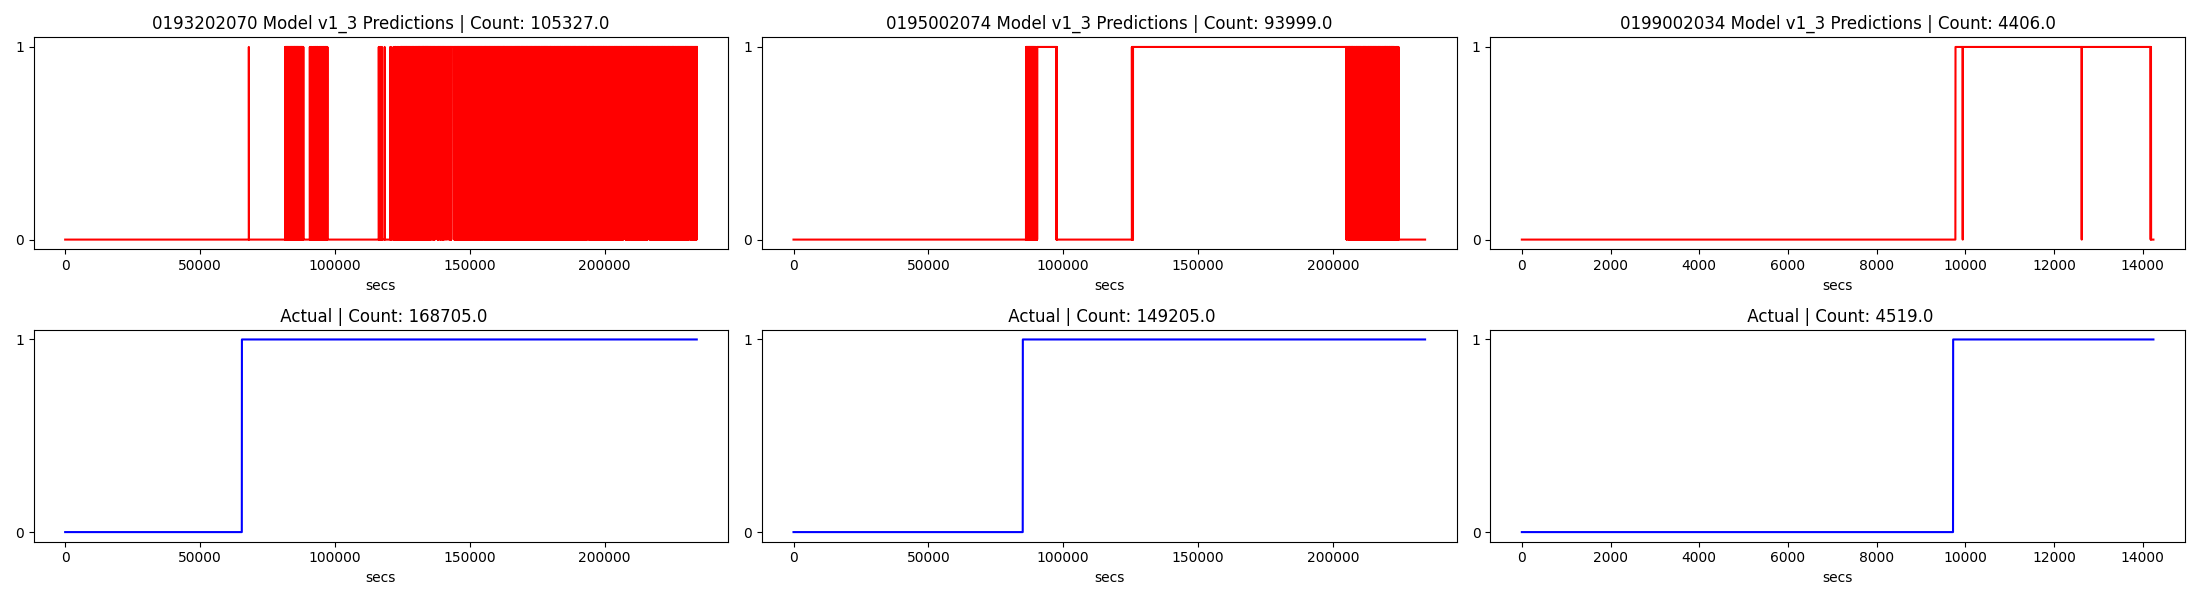 0193202070 Model v1_3 Predictions | Count: 105327.0
1
0
0 50000 100000 150000 200000
secs
0195002074 Model v1_3 Predictions | Count: 93999.0
1
0
0 50000 100000 150000 200000
secs
0199002034 Model v1_3 Predictions | Count: 4406.0
1
0
0 2000 4000 6000 8000 10000 12000 14000
secs
Actual | Count: 168705.0
1
0
0 50000 100000 150000 200000
secs
Actual | Count: 149205.0
1
0
0 50000 100000 150000 200000
secs
Actual | Count: 4519.0
1
0
0 2000 4000 6000 8000 10000 12000 14000
secs